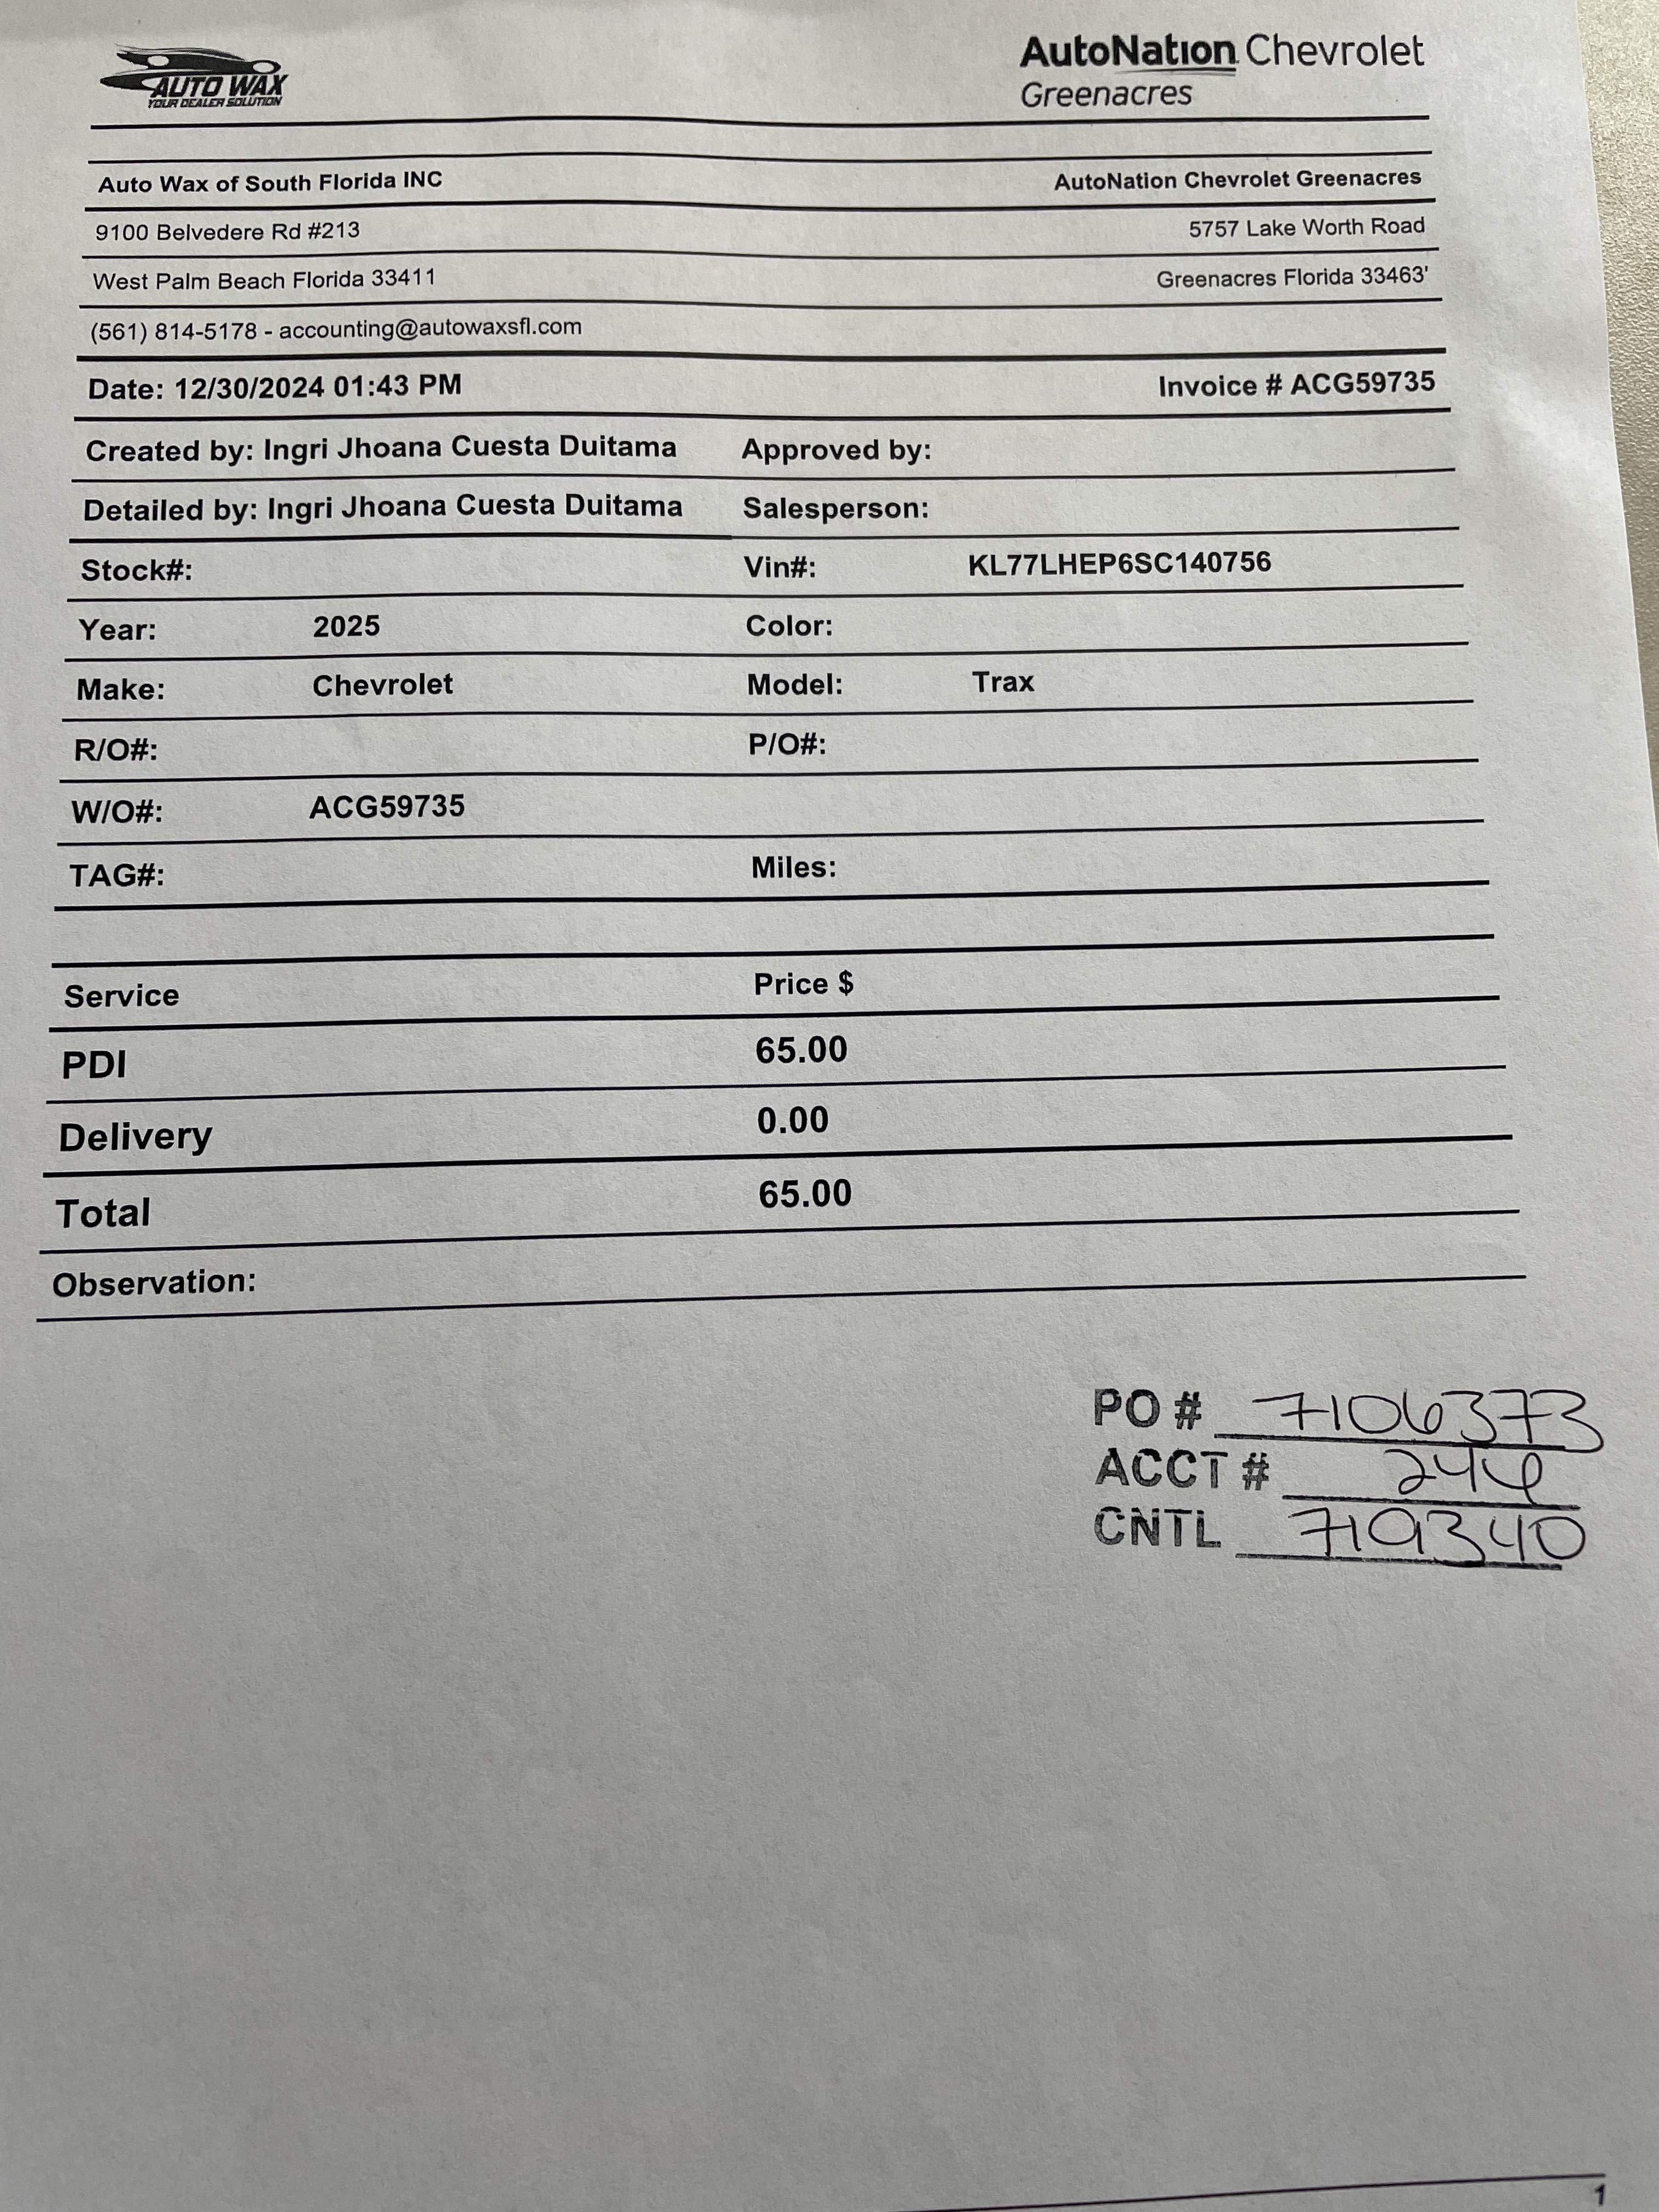 AUTO WAX
YOUR DEALER SOLUTION
AutoNation Chevrolet
Greenacres
Auto Wax of South Florida INC AutoNation Chevrolet Greenacres
9100 Belvedere Rd #213 5757 Lake Worth Road
West Palm Beach Florida 33411 Greenacres Florida 33463'
(561) 814-5178 - accounting@autowaxsfl.com
Date: 12/30/2024 01:43 PM Invoice # ACG59735
Created by: Ingri Jhoana Cuesta Duitama Approved by:
Detailed by: Ingri Jhoana Cuesta Duitama Salesperson:
Stock#: Vin#: KL77LHEP6SC140756
Year: 2025 Color:
Make: Chevrolet Model: Trax
R/O#: P/O#:
W/O#: ACG59735
TAG#: Miles:
Service Price $
PDI 65.00
Delivery 0.00
Total 65.00
Observation:
PO # 7106373
ACCT #
CNTL 719340
1